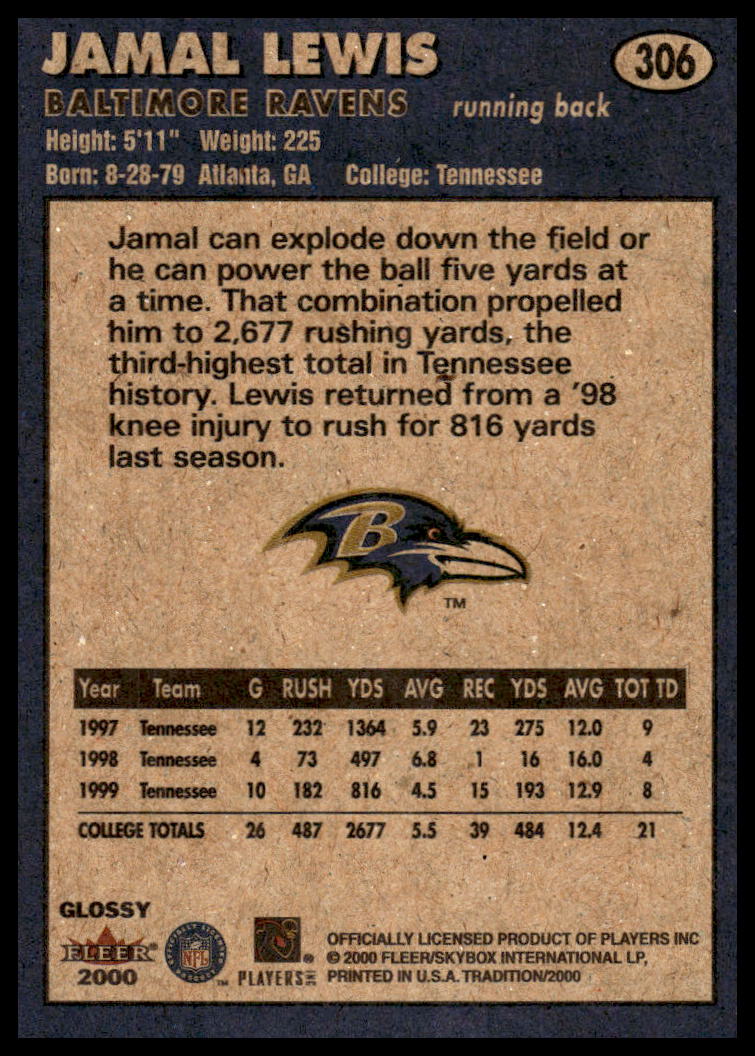 JAMAL LEWIS
306
BALTIMORE RAVENS running back
Height: 5'11" Weight: 225
Born: 8-28-79 Atlanta, GA College: Tennessee
Jamal can explode down the field or
he can power the ball five yards at
a time. That combination propelled
him to 2,677 rushing yards, the
third-highest total in Tennessee
history. Lewis returned from a '98
knee injury to rush for 816 yards
last season.
B
TM
Year Team G RUSH YDS AVG REC YDS AVG TOT TD
1997 Tennessee 12 232 1364 5.9 23 275 12.0 9
1998 Tennessee 4 73 497 6.8 1 16 16.0 4
1999 Tennessee 10 182 816 4.5 15 193 12.9 8
COLLEGE TOTALS 26 487 2677 5.5 39 484 12.4 21
GLOSSY
FLEER
2000
NFL
TM
PLAYERS INC
OFFICIALLY LICENSED PRODUCT OF PLAYERS INC
© 2000 FLEER/SKYBOX INTERNATIONAL LP,
PRINTED IN U.S.A. TRADITION/2000